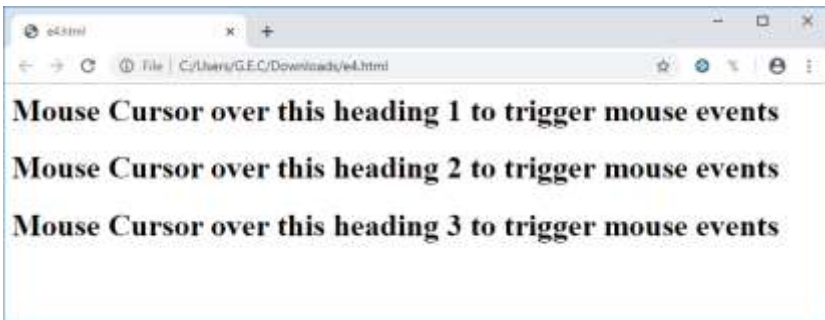 e4.html
File | C:/Users/G.E.C/Downloads/e4.html
Mouse Cursor over this heading 1 to trigger mouse events
Mouse Cursor over this heading 2 to trigger mouse events
Mouse Cursor over this heading 3 to trigger mouse events